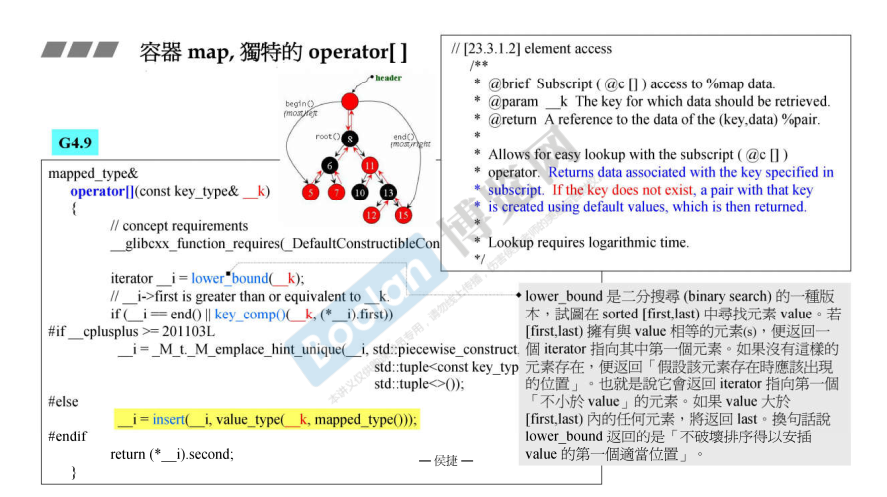 容器 map, 獨特的 operator[ ]
// [23.3.1.2] element access
/**
* @brief Subscript ( @c [] ) access to %map data.
* @param __k The key for which data should be retrieved.
* @return A reference to the data of the (key,data) %pair.
*
* Allows for easy lookup with the subscript ( @c [] )
* operator. Returns data associated with the key specified in
* subscript. If the key does not exist, a pair with that key
* is created using default values, which is then returned.
*
* Lookup requires logarithmic time.
*/
header
begin()
(most)left
root()
end()
(most)right
8
6
11
5
7
10
13
12
15
G4.9
mapped_type&
operator[](const key_type& __k)
{
// concept requirements
__glibcxx_function_requires(_DefaultConstructibleCon
iterator __i = lower_bound(__k);
// __i->first is greater than or equivalent to __k.
if (__i == end() || key_comp()(__k, (*__i).first))
#if __cplusplus >= 201103L
__i = _M_t._M_emplace_hint_unique(__i, std::piecewise_construct,
std::tuple<const key_typ
std::tuple<>());
#else
__i = insert(__i, value_type(__k, mapped_type()));
#endif
return (*__i).second;
}
lower_bound 是二分搜尋 (binary search) 的一種版
本，試圖在 sorted [first,last) 中尋找元素 value。若
[first,last) 擁有與 value 相等的元素(s)，便返回一
個 iterator 指向其中第一個元素。如果沒有這樣的
元素存在，便返回「假設該元素存在時應該出現
的位置」。也就是說它會返回 iterator 指向第一個
「不小於 value」的元素。如果 value 大於
[first,last) 內的任何元素，將返回 last。換句話說
lower_bound 返回的是「不破壞排序得以安插
value 的第一個適當位置」。
— 侯捷 —
Boolan 博览网